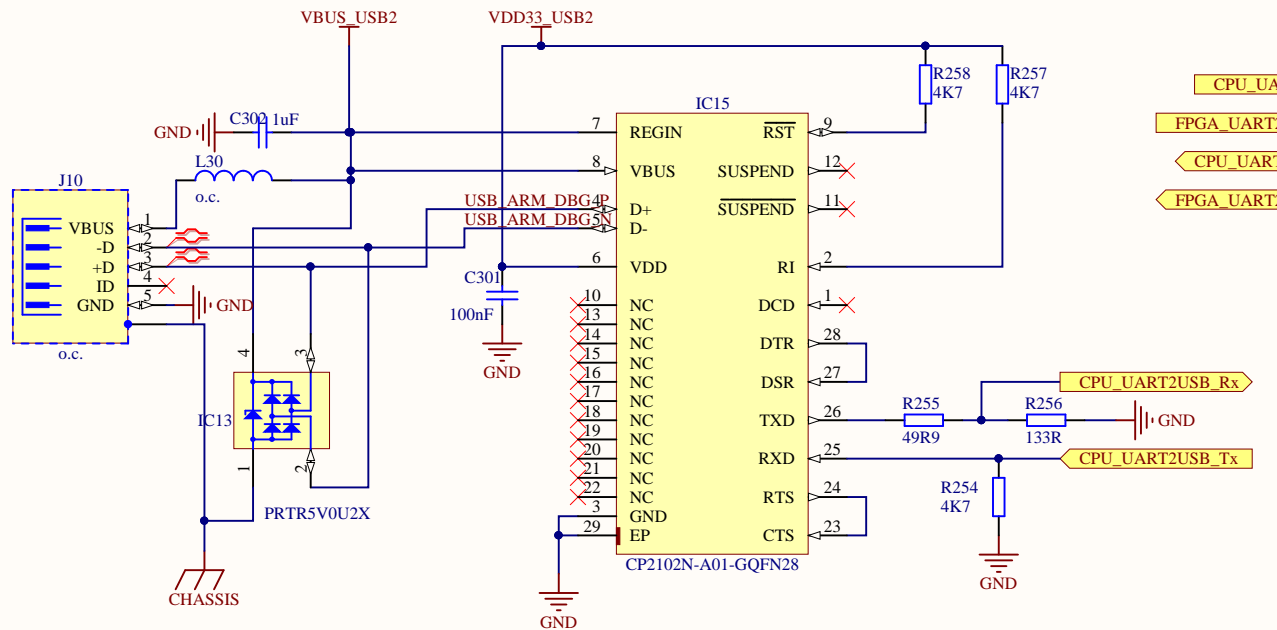 VBUS_USB2
VDD33_USB2
R258
4K7
R257
4K7
CPU_UA
FPGA_UART2
CPU_UART
FPGA_UART2
IC15
GND
C302 1uF
L30
o.c.
J10
VBUS 1
-D 2
+D 3
ID 4
GND 5
o.c.
GND
USB_ARM_DBG_P
USB_ARM_DBG_N
7 REGIN
8 VBUS
4 D+
5 D-
6 VDD
10 NC
13 NC
14 NC
15 NC
16 NC
17 NC
18 NC
19 NC
20 NC
21 NC
22 NC
3 GND
29 EP
RST 9
SUSPEND 12
SUSPEND 11
RI 2
DCD 1
DTR 28
DSR 27
TXD 26
RXD 25
RTS 24
CTS 23
CP2102N-A01-GQFN28
C301
100nF
GND
4
3
IC13
1
2
PRTR5V0U2X
CHASSIS
GND
R255
49R9
R256
133R
GND
CPU_UART2USB_Rx
CPU_UART2USB_Tx
R254
4K7
GND